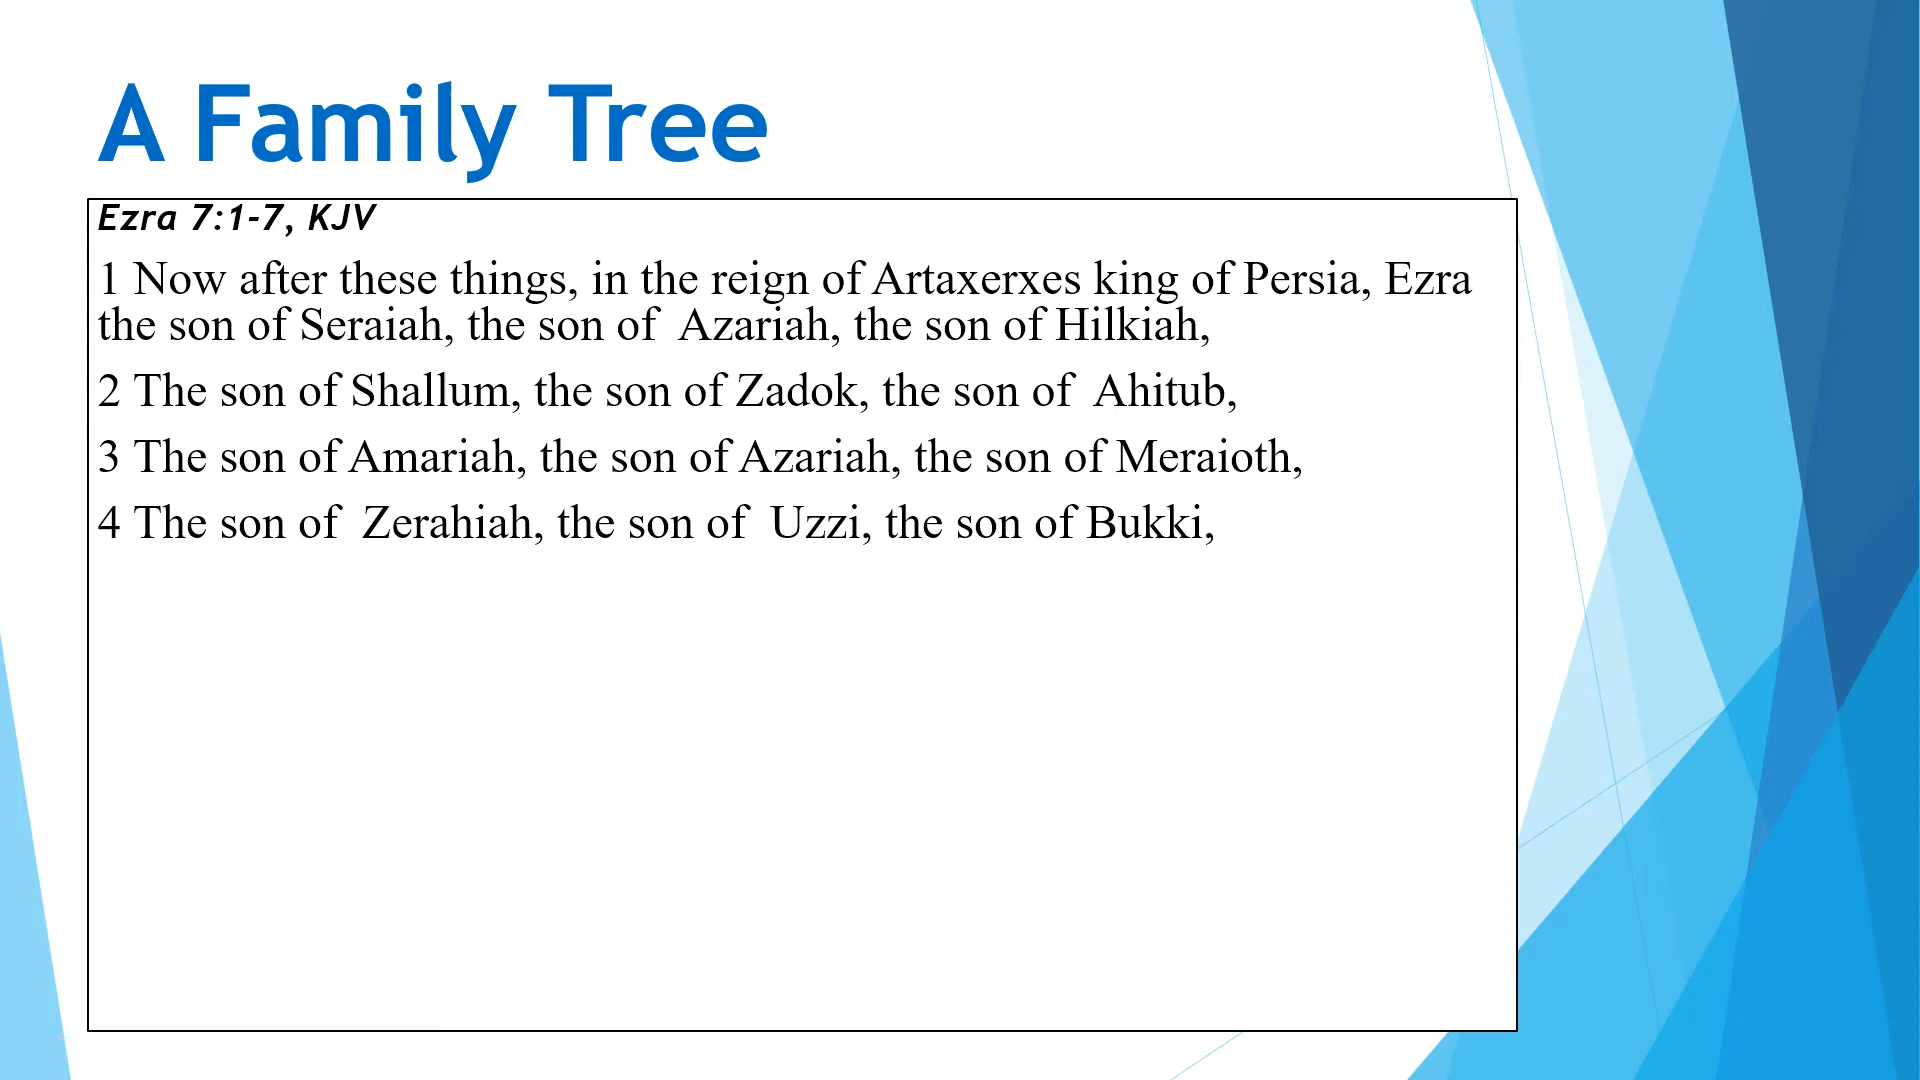 A Family Tree
Ezra 7:1-7, KJV
1 Now after these things, in the reign of Artaxerxes king of Persia, Ezra
the son of Seraiah, the son of  Azariah, the son of Hilkiah,
2 The son of Shallum, the son of Zadok, the son of  Ahitub,
3 The son of Amariah, the son of Azariah, the son of Meraioth,
4 The son of  Zerahiah, the son of  Uzzi, the son of Bukki,